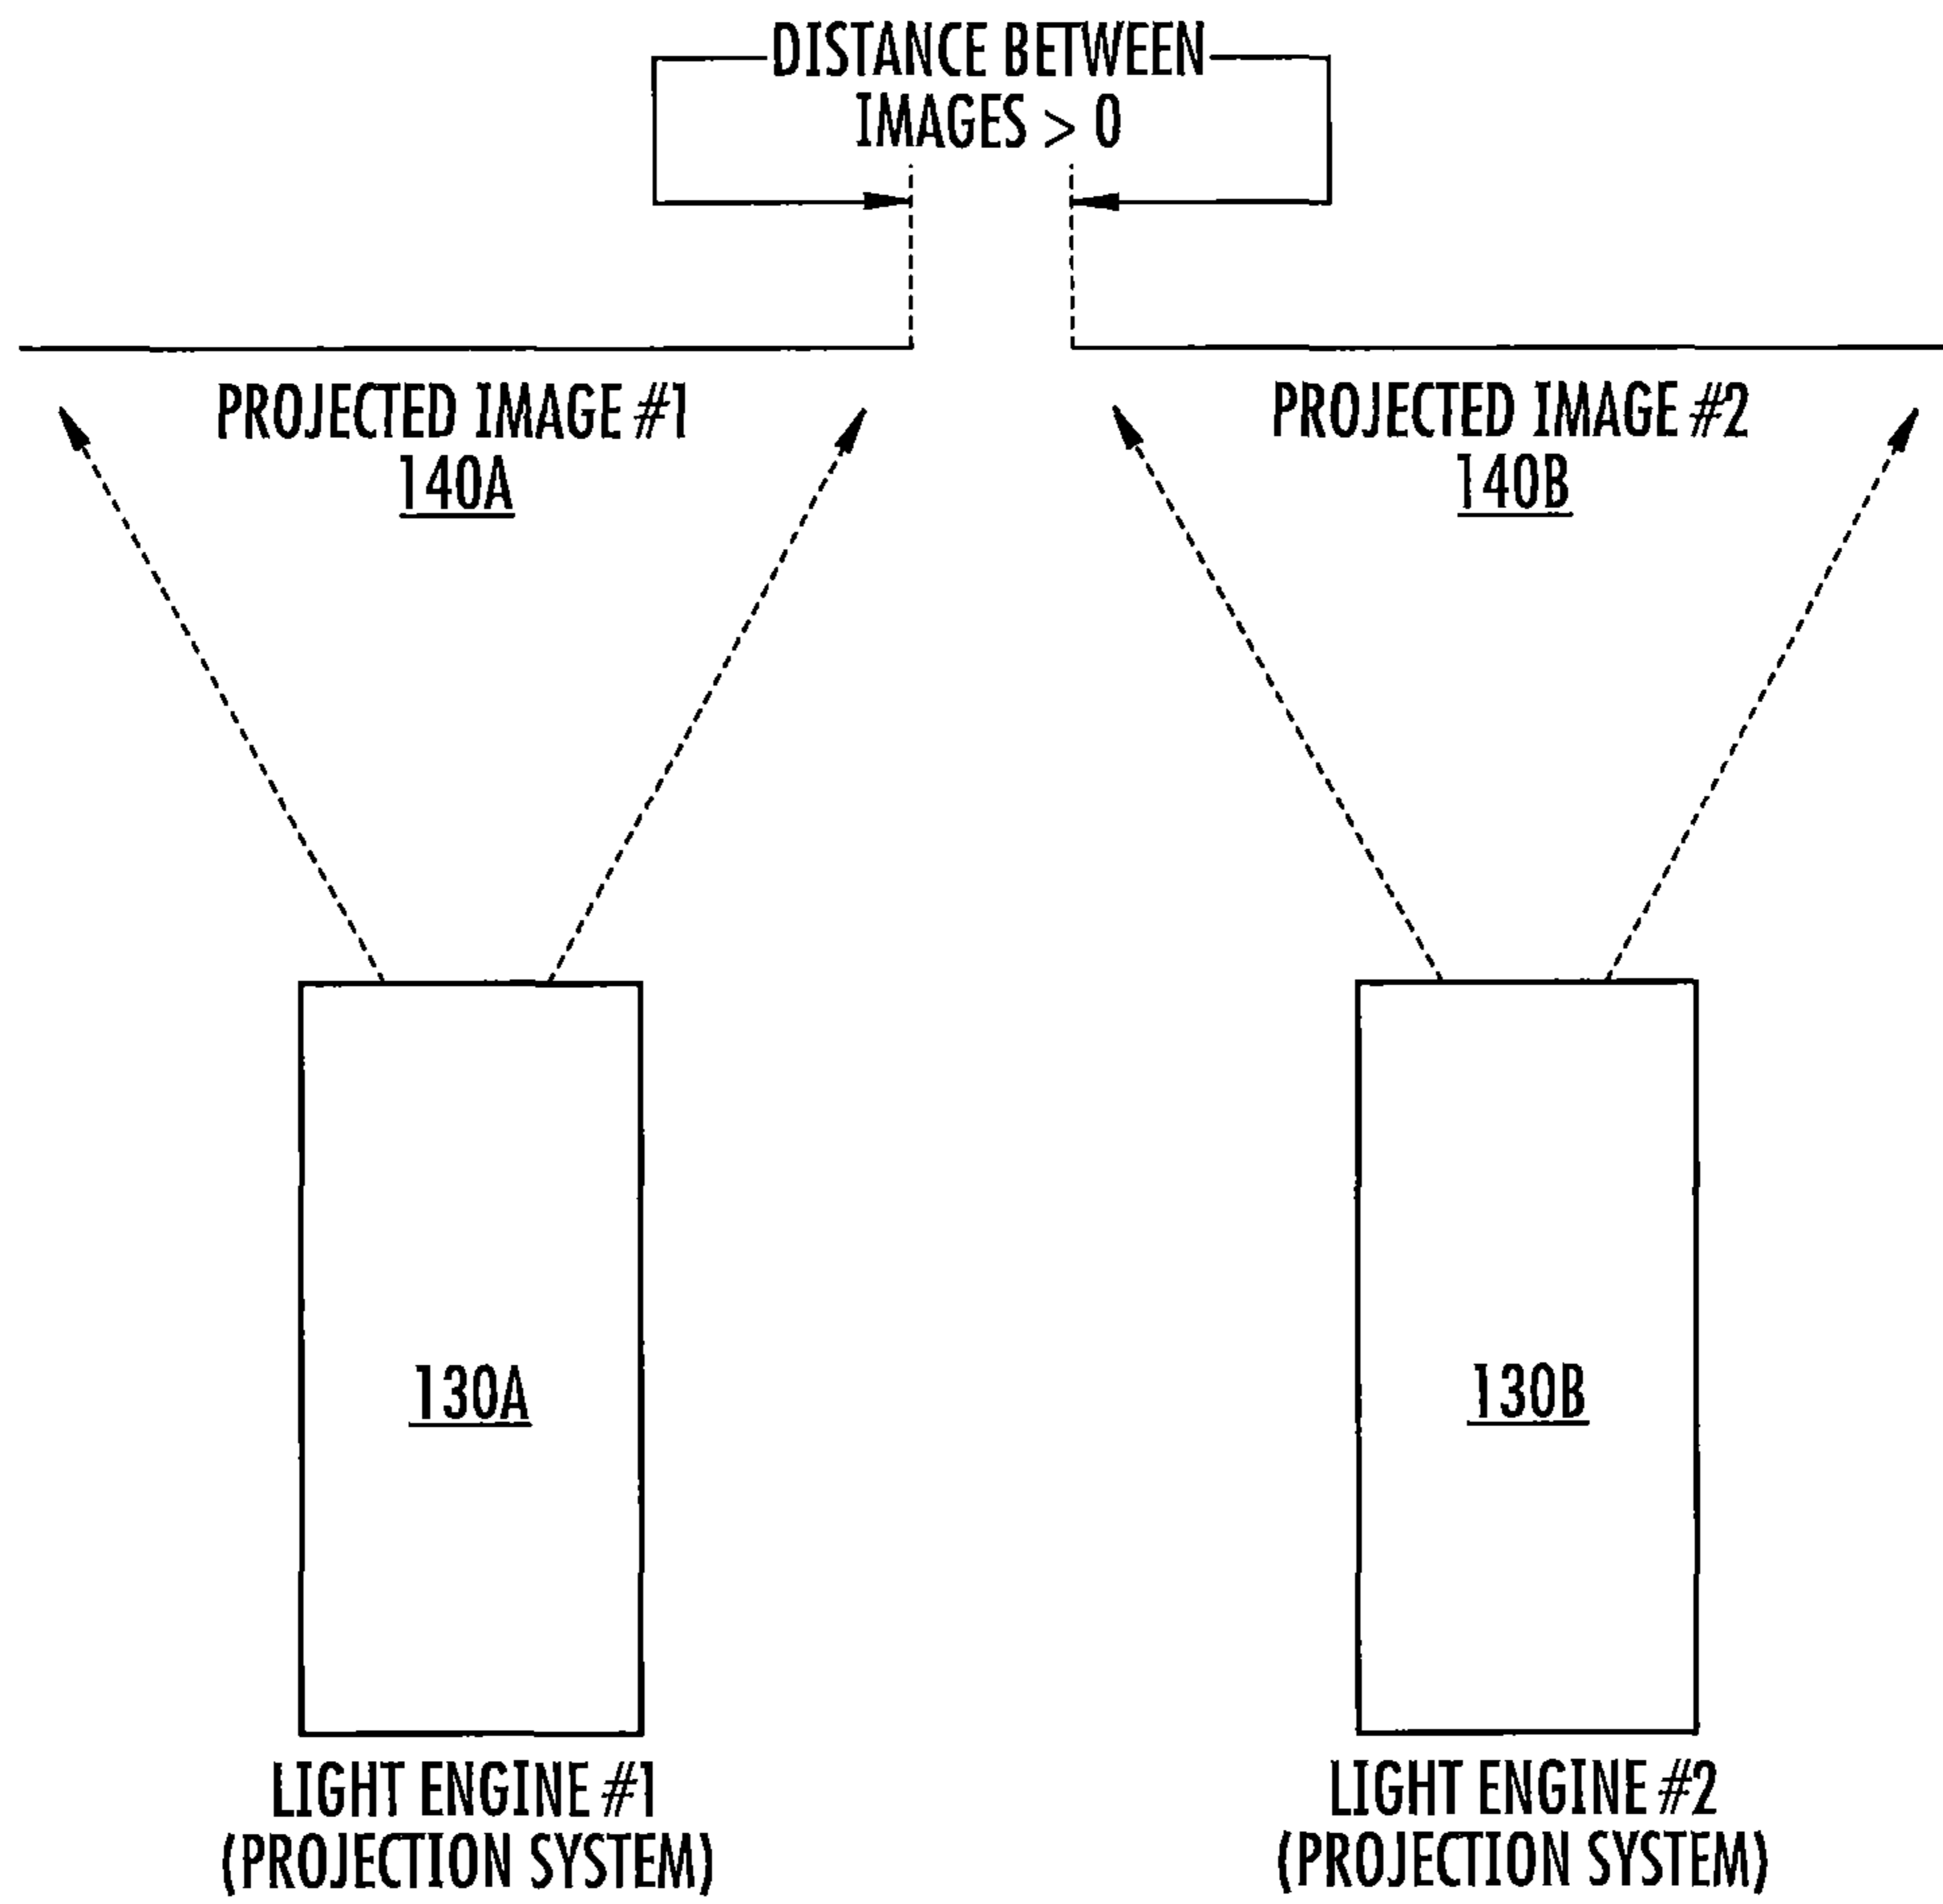 DISTANCE BETWEEN
IMAGES > 0
PROJECTED IMAGE #1
140A
PROJECTED IMAGE #2
140B
130A
130B
LIGHT ENGINE #1
(PROJECTION SYSTEM)
LIGHT ENGINE #2
(PROJECTION SYSTEM)